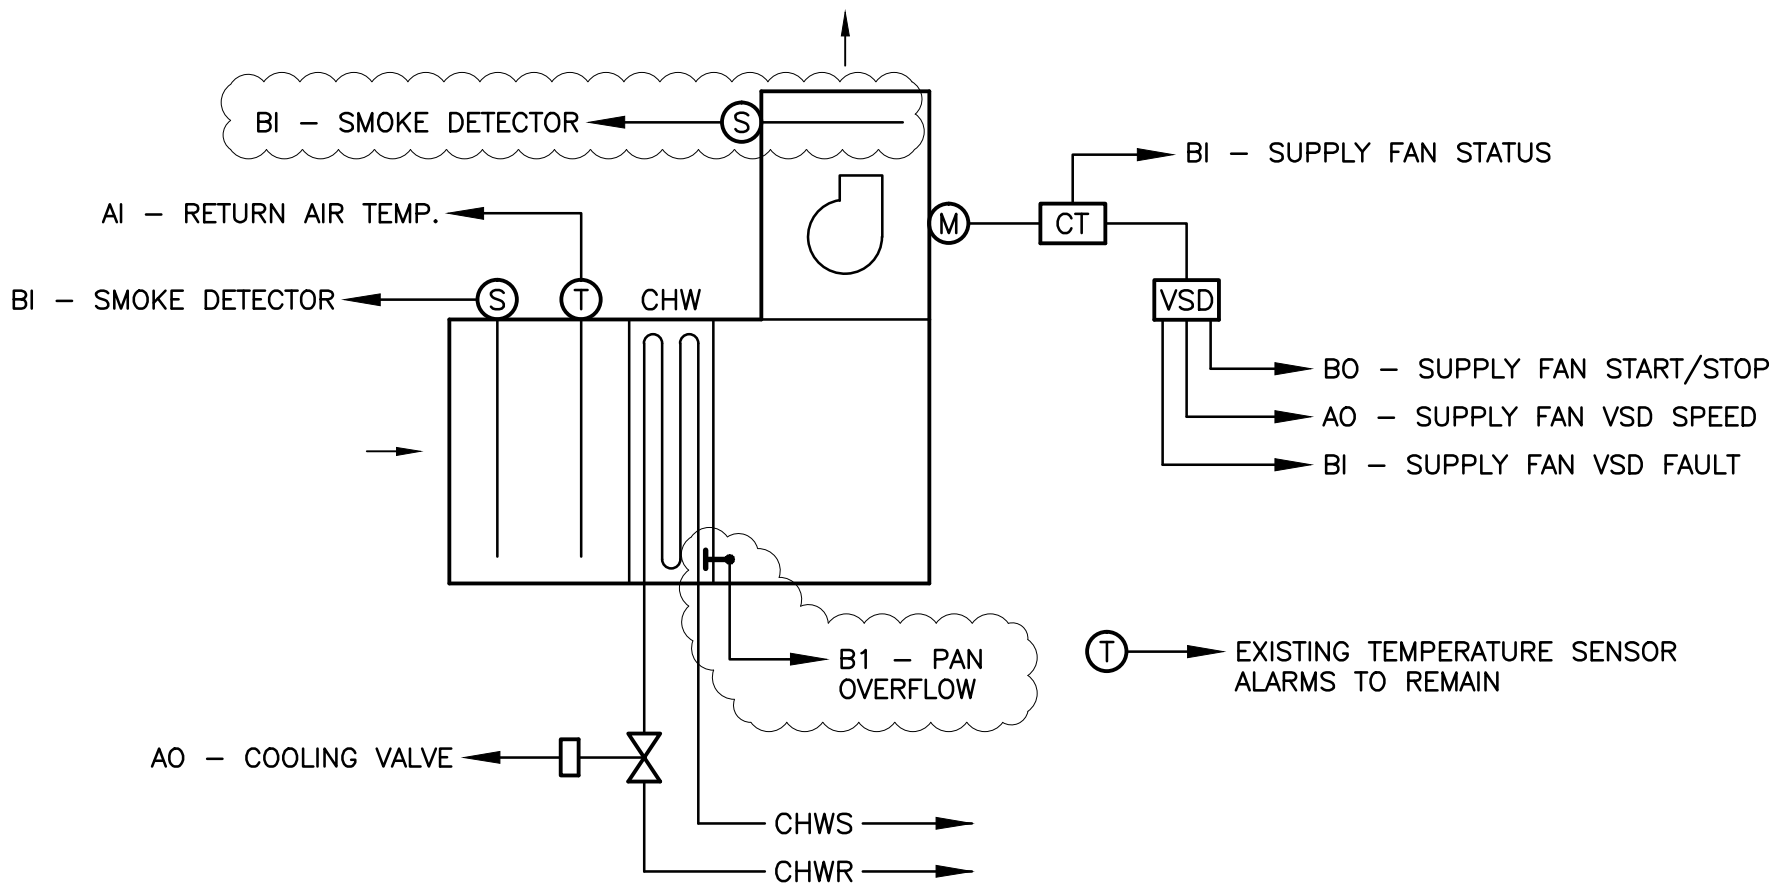 BI - SMOKE DETECTOR
S
BI - SUPPLY FAN STATUS
AI - RETURN AIR TEMP.
M
CT
BI - SMOKE DETECTOR
S
T
CHW
VSD
BO - SUPPLY FAN START/STOP
AO - SUPPLY FAN VSD SPEED
BI - SUPPLY FAN VSD FAULT
B1 - PAN
OVERFLOW
T
EXISTING TEMPERATURE SENSOR
ALARMS TO REMAIN
AO - COOLING VALVE
CHWS
CHWR